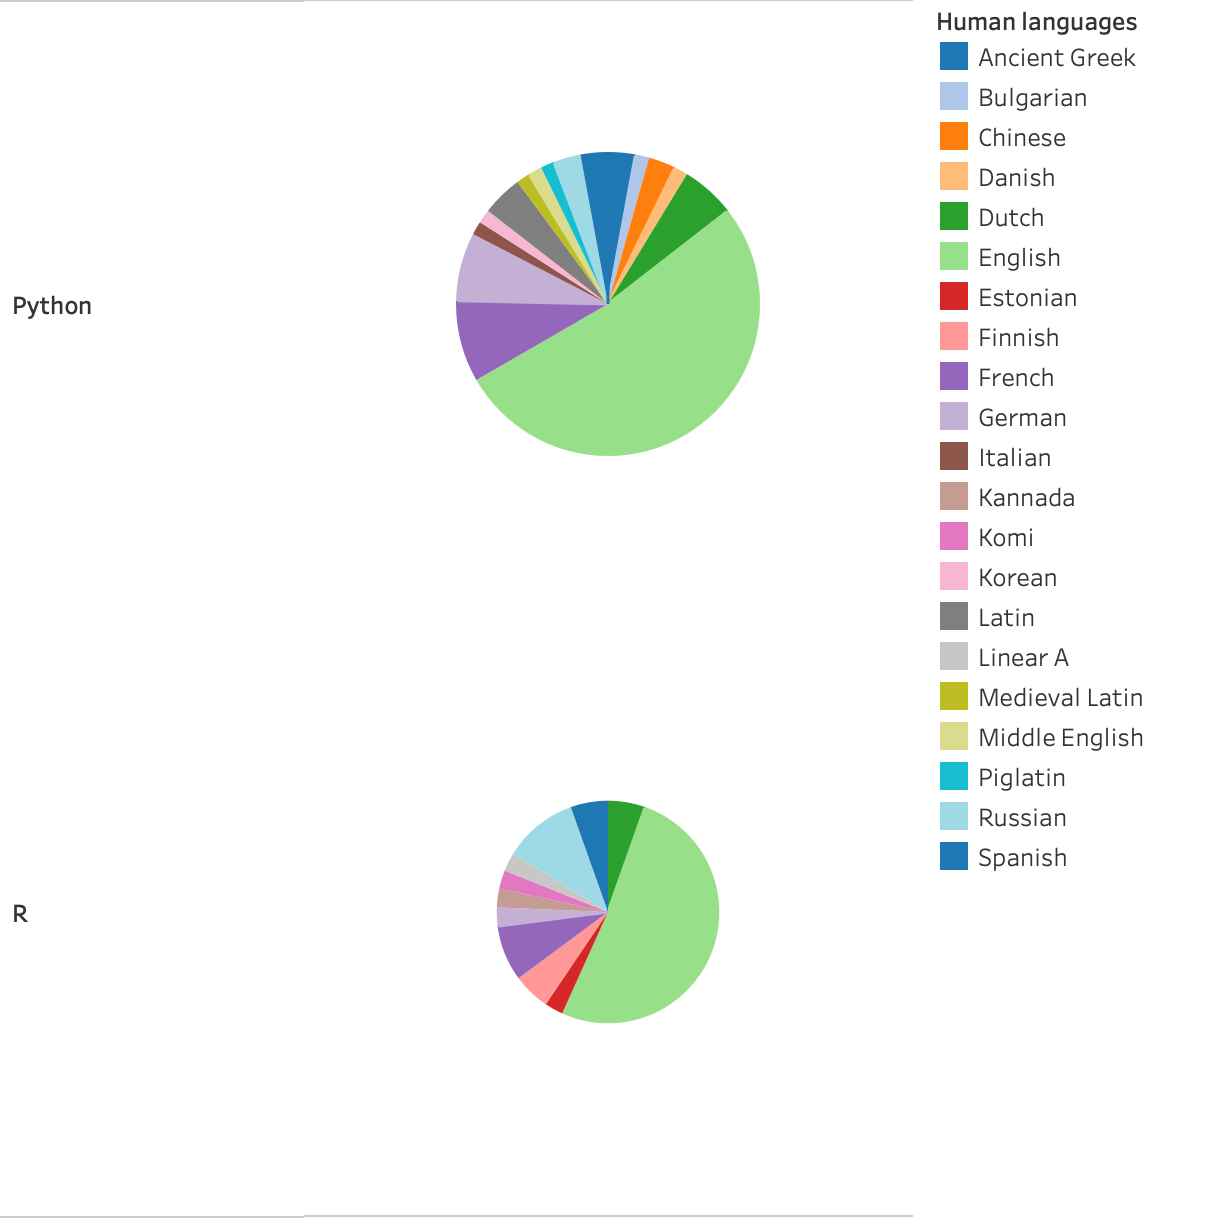 Human languages
Ancient Greek
Bulgarian
Chinese
Danish
Dutch
English
Estonian
Finnish
French
German
Italian
Kannada
Komi
Korean
Latin
Linear A
Medieval Latin
Middle English
Piglatin
Russian
Spanish
Python
R